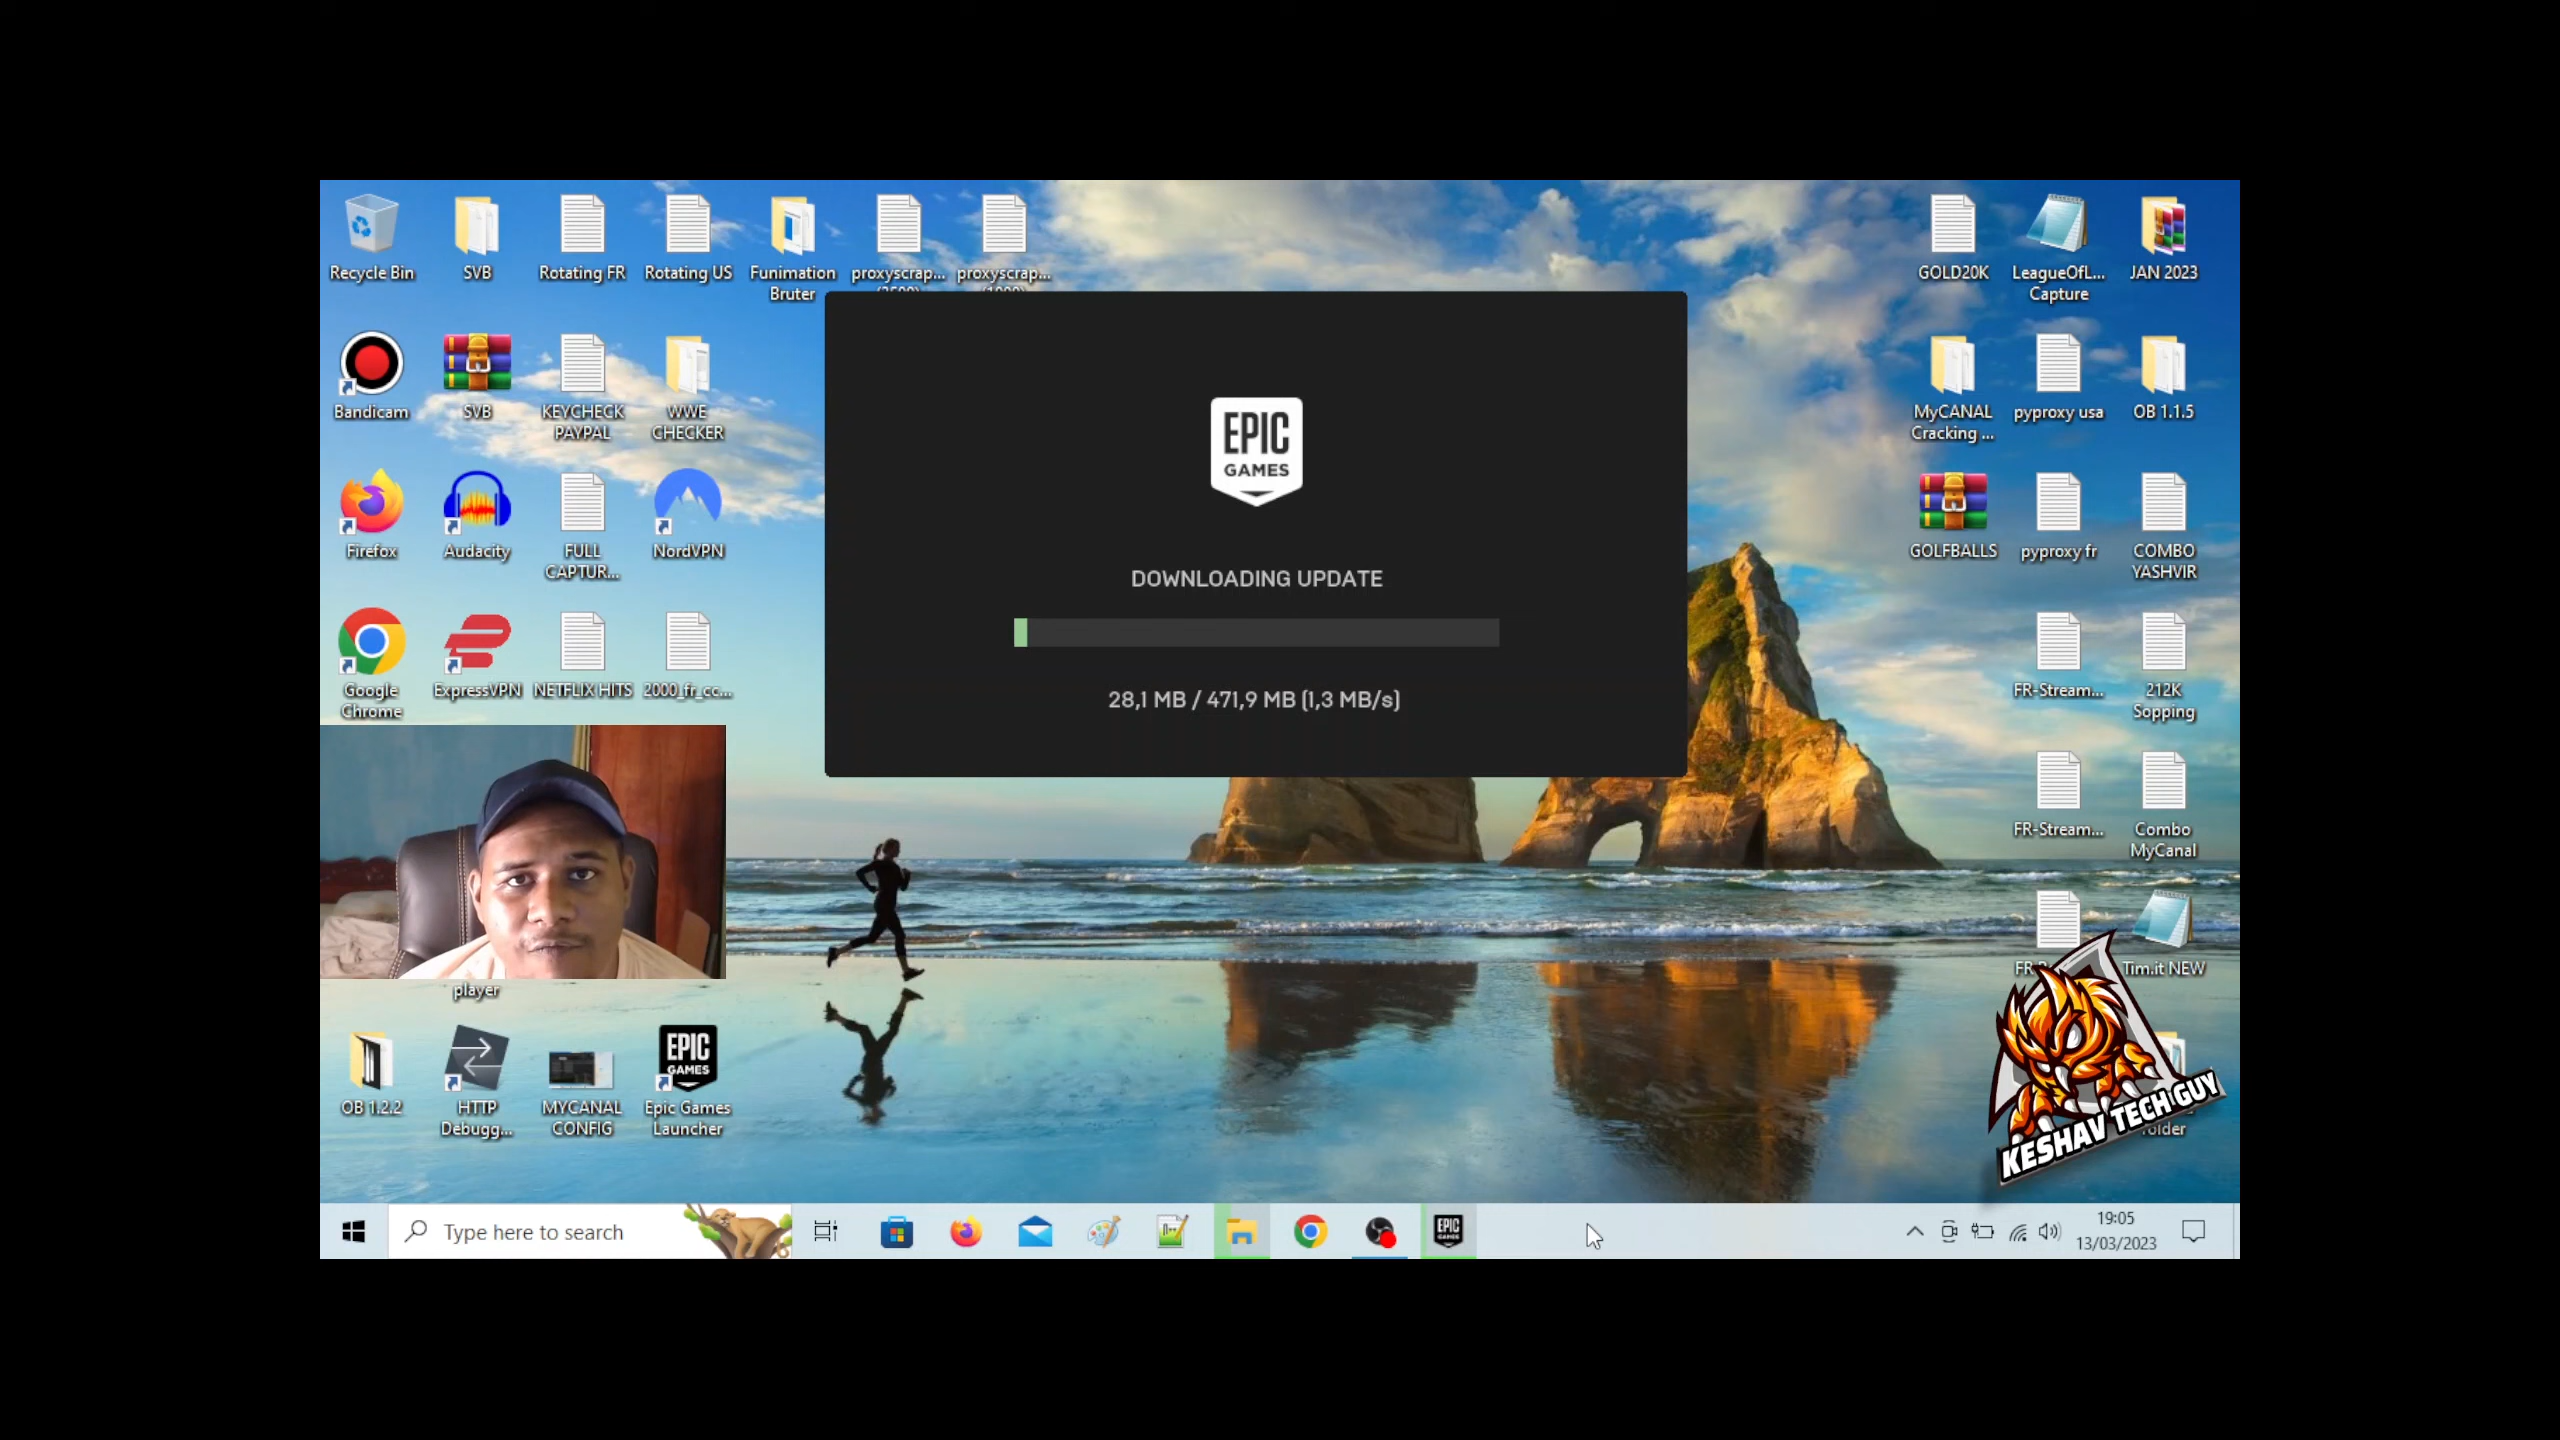 Recycle Bin
SVB
Rotating FR
Rotating US
Funimation
Bruter
proxyscrap...
proxyscrap...
GOLD20K
LeagueOfL...
Capture
JAN 2023
Bandicam
SVB
KEYCHECK
PAYPAL
WWE
CHECKER
MyCANAL
Cracking ...
pyproxy usa
OB 1.1.5
EPIC
GAMES
Firefox
Audacity
FULL
CAPTUR...
NordVPN
GOLFBALLS
pyproxy fr
COMBO
YASHVIR
DOWNLOADING UPDATE
28,1 MB / 471,9 MB (1,3 MB/s)
Google
Chrome
ExpressVPN
NETFLIX HITS
2000_fr_cc...
FR-Stream...
212K
Sopping
FR-Stream...
Combo
MyCanal
Tim.it NEW
player
OB 1.2.2
HTTP
Debugg...
MYCANAL
CONFIG
EPIC
GAMES
Epic Games
Launcher
KESHAV TECH GUY
folder
Type here to search
EPIC
GAMES
19:05
13/03/2023